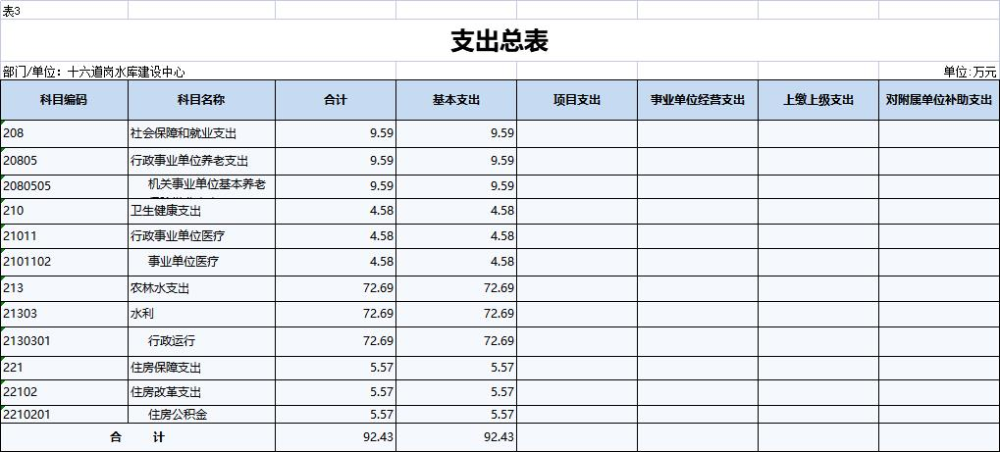 表3
支出总表
部门/单位：十六道岗水库建设中心 单位:万元
科目编码 科目名称 合计 基本支出 项目支出 事业单位经营支出 上缴上级支出 对附属单位补助支出
208 社会保障和就业支出 9.59 9.59
20805 行政事业单位养老支出 9.59 9.59
2080505 机关事业单位基本养老 9.59 9.59
210 卫生健康支出 4.58 4.58
21011 行政事业单位医疗 4.58 4.58
2101102 事业单位医疗 4.58 4.58
213 农林水支出 72.69 72.69
21303 水利 72.69 72.69
2130301 行政运行 72.69 72.69
221 住房保障支出 5.57 5.57
22102 住房改革支出 5.57 5.57
2210201 住房公积金 5.57 5.57
合 计 92.43 92.43